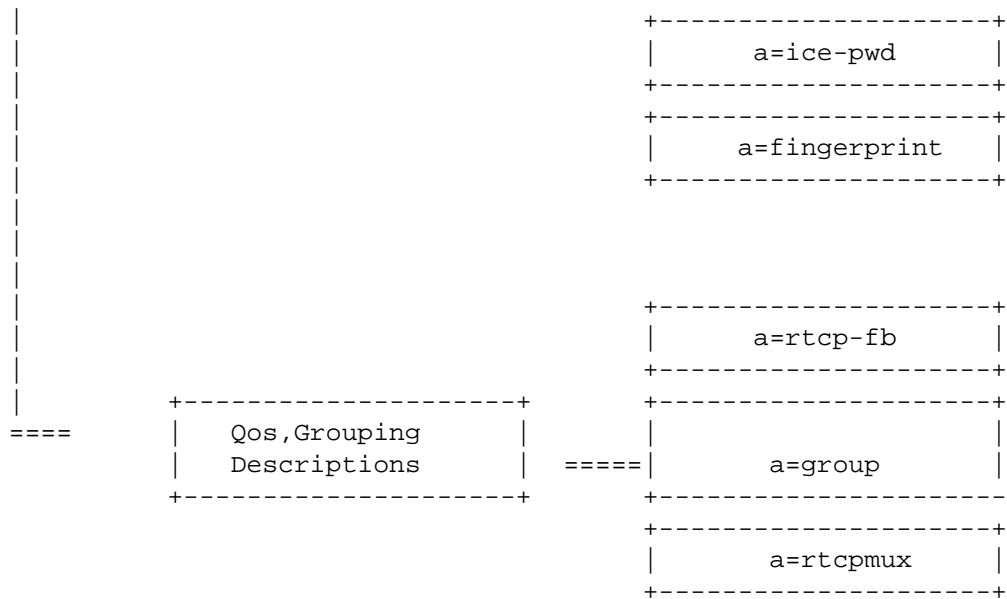 a=ice-pwd
a=fingerprint
a=rtcp-fb
Qos,Grouping
Descriptions
a=group
a=rtcpmux